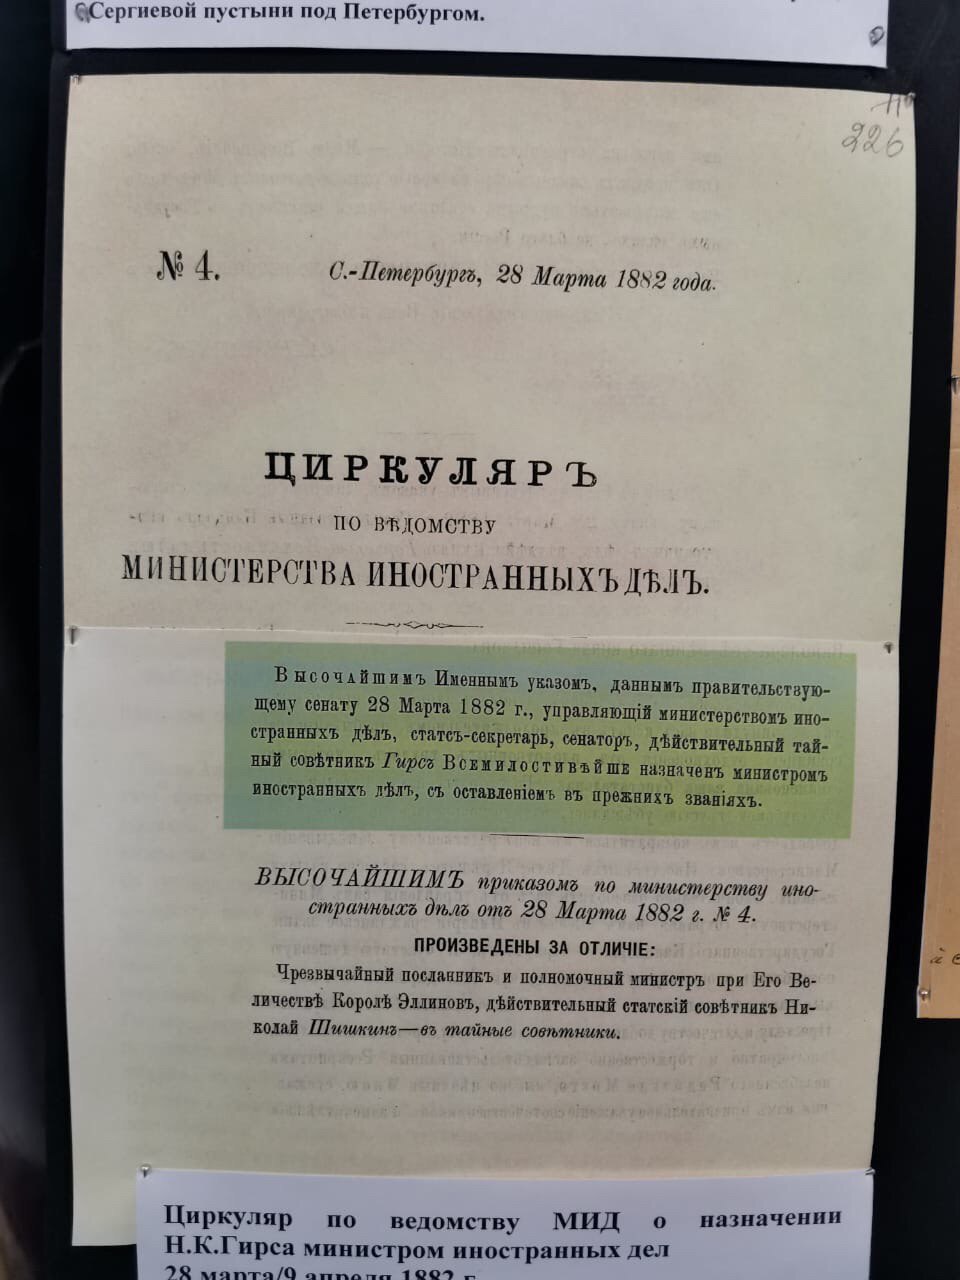 Сергиевой пустыни под Петербургом.
226
№ 4.
С.-Петербургъ, 28 Марта 1882 года.
ЦИРКУЛЯРЪ
ПО ВѢДОМСТВУ
МИНИСТЕРСТВА ИНОСТРАННЫХЪ ДѢЛЪ.
Высочайшимъ Именнымъ указомъ, даннымъ правительствую-
щему сенату 28 Марта 1882 г., управляющій министерствомъ ино-
странныхъ дѣлъ, статсъ-секретарь, сенаторъ, дѣйствительный тай-
ный совѣтникъ Гирсъ Всемилостивѣйше назначенъ министромъ
иностранныхъ дѣлъ, съ оставленіемъ въ прежнихъ званіяхъ.
ВЫСОЧАЙШИМЪ приказомъ по министерству ино-
странныхъ дѣлъ отъ 28 Марта 1882 г. № 4.
ПРОИЗВЕДЕНЫ ЗА ОТЛИЧІЕ:
Чрезвычайный посланникъ и полномочный министръ при Его Ве-
личествѣ Королѣ Эллиновъ, дѣйствительный статскій совѣтникъ Ни-
колай Шишкинъ—въ тайные совѣтники.
Циркуляр по ведомству МИД о назначении
Н.К.Гирса министром иностранных дел
28 марта/9 апреля 1882 г.